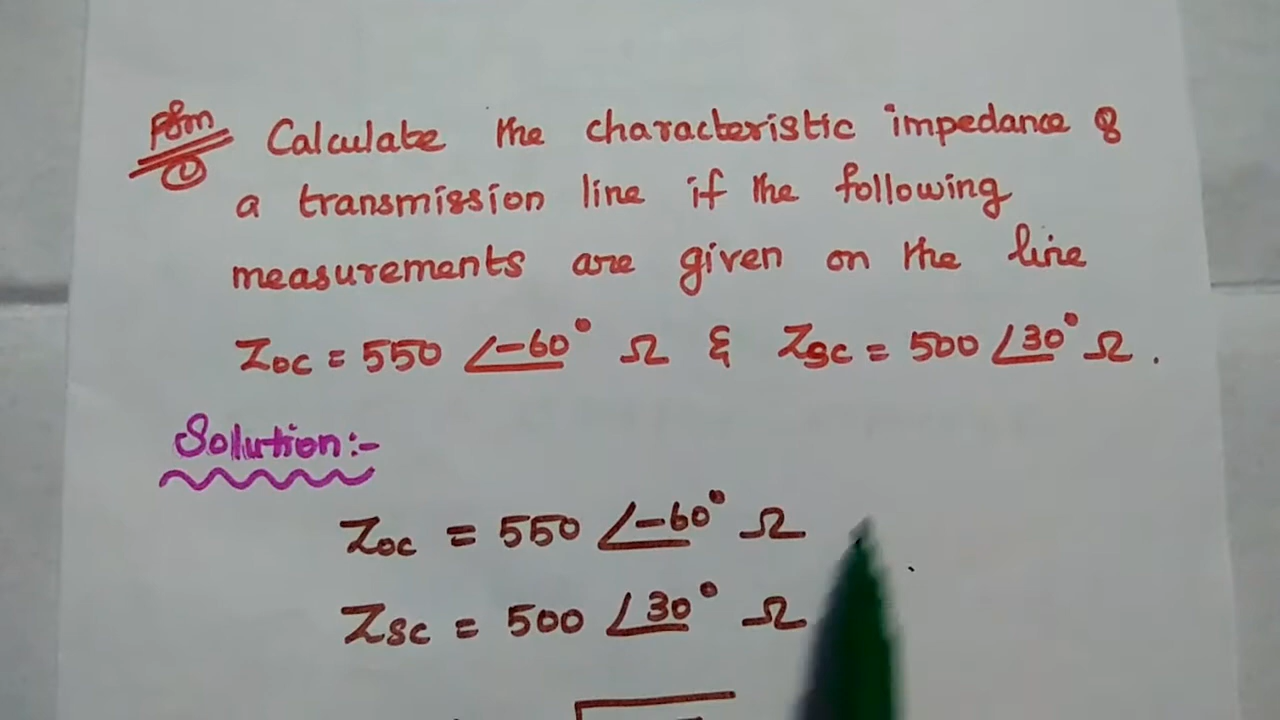 Pbm Calculate the characteristic impedance of
① a transmission line if the following
measurements are given on the line
Zoc = 550 ∠-60° Ω & Zsc = 500 ∠30° Ω.
Solution:-
Zoc = 550 ∠-60° Ω
Zsc = 500 ∠30° Ω